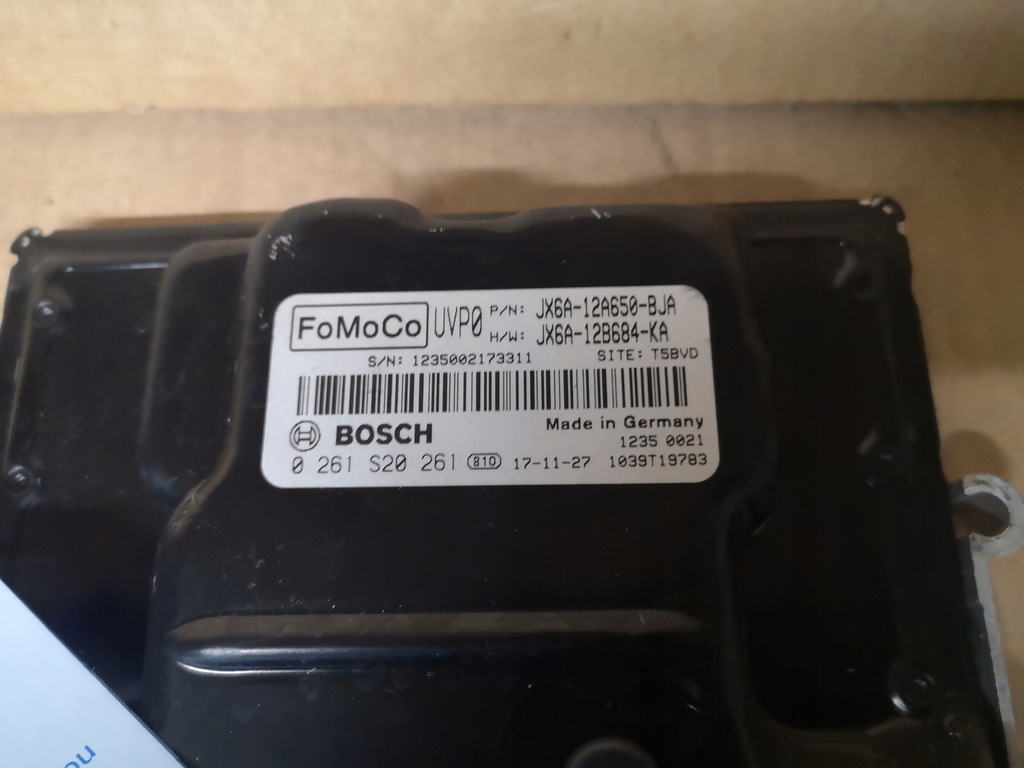 FoMoCo UVP0 P/N: JX6A-12A650-BJA
H/W: JX6A-12B684-KA
S/N: 1235002173311 SITE: T5BVD
BOSCH Made in Germany
1235 0021
0 261 S20 261 810 17-11-27 1039T19783